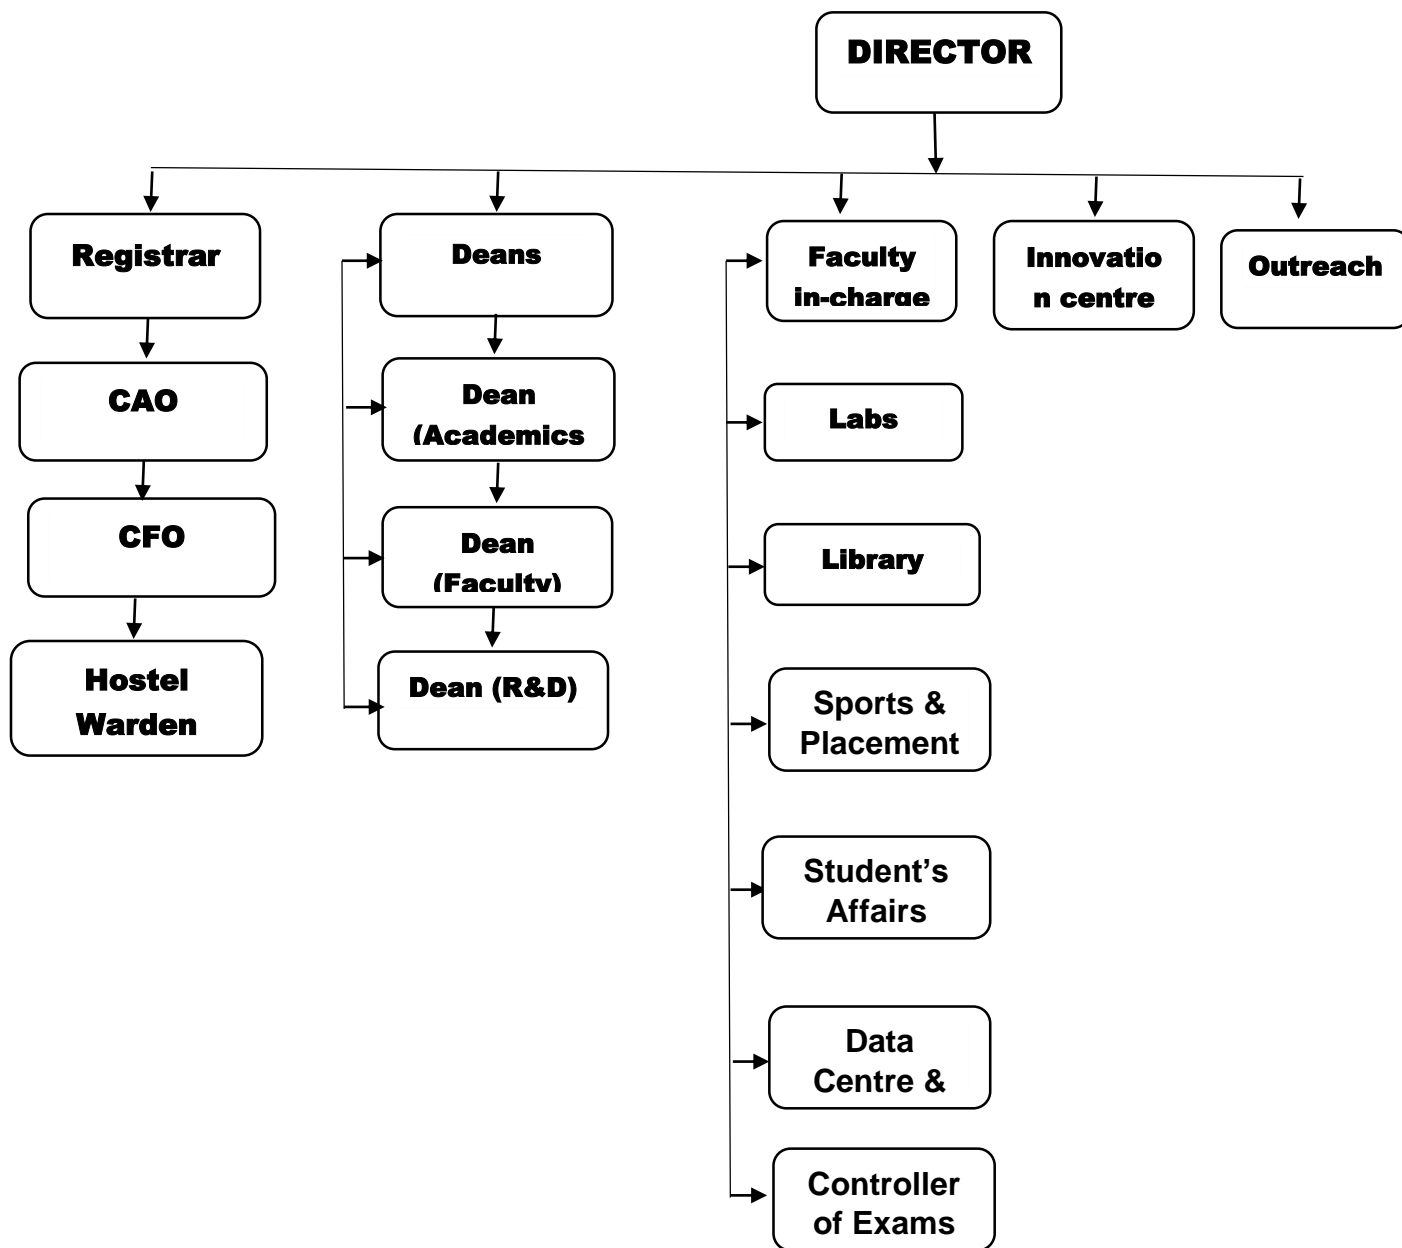 DIRECTOR
Registrar
Deans
Faculty
in-charge
Innovatio
n centre
Outreach
CAO
Dean
(Academics
Labs
CFO
Dean
(Faculty)
Library
Hostel
Warden
Dean (R&D)
Sports &
Placement
Student’s
Affairs
Data
Centre &
Controller
of Exams